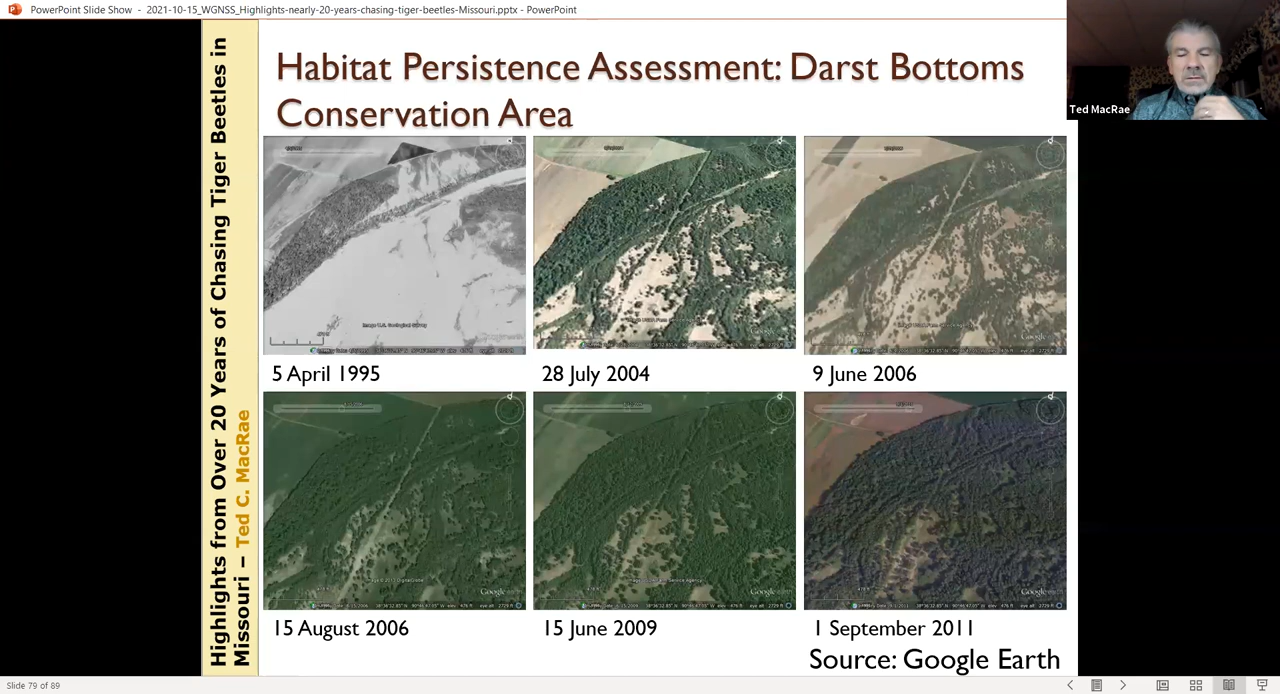 PowerPoint Slide Show - 2021-10-15_WGNSS_Highlights-nearly-20-years-chasing-tiger-beetles-Missouri.pptx - PowerPoint
Ted MacRae
Highlights from Over 20 Years of Chasing Tiger Beetles in
Missouri – Ted C. MacRae
Habitat Persistence Assessment: Darst Bottoms
Conservation Area
5 April 1995
28 July 2004
9 June 2006
15 August 2006
15 June 2009
1 September 2011
Source: Google Earth
Slide 79 of 89